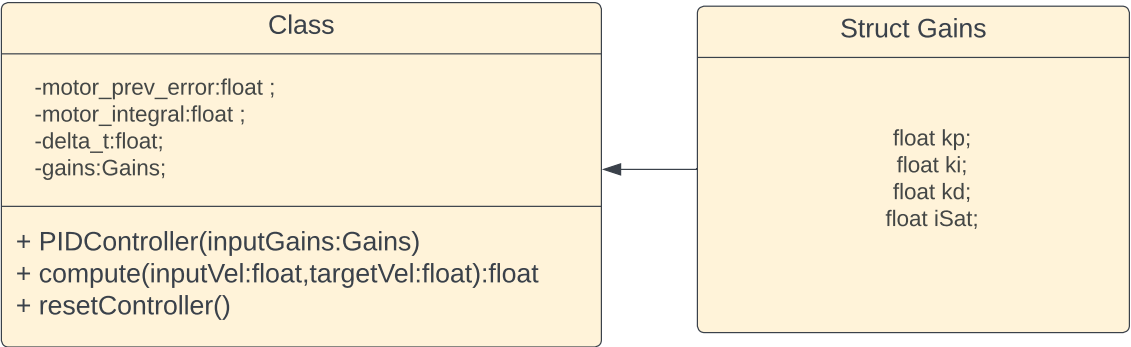 Class
-motor_prev_error:float ;
-motor_integral:float ;
-delta_t:float;
-gains:Gains;
+ PIDController(inputGains:Gains)
+ compute(inputVel:float,targetVel:float):float
+ resetController()
Struct Gains
float kp;
float ki;
float kd;
float iSat;